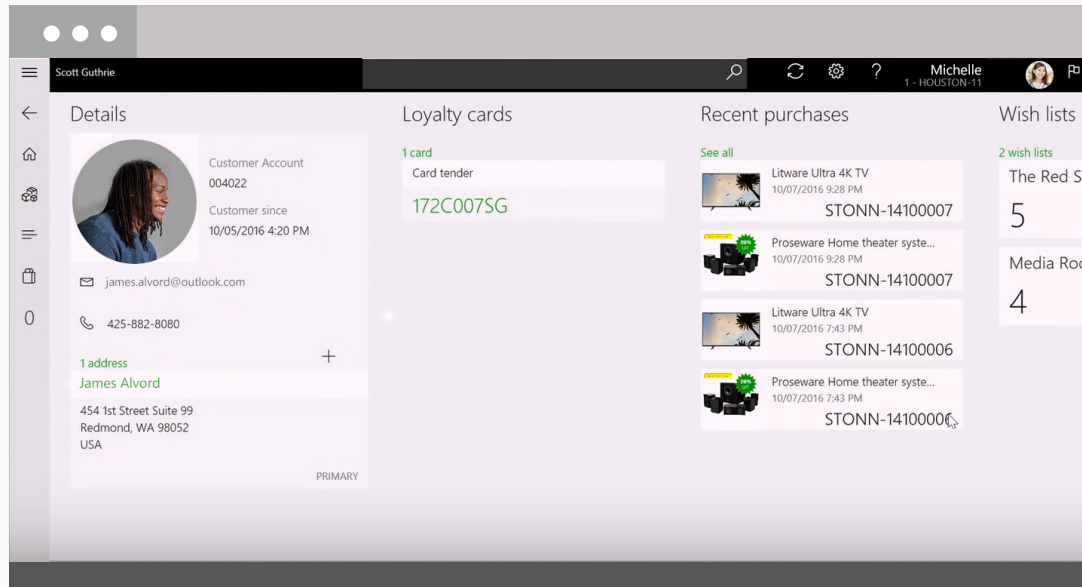 Scott Guthrie
Michelle
1 - HOUSTON-11
Details
Customer Account
004022
Customer since
10/05/2016 4:20 PM
james.alvord@outlook.com
425-882-8080
1 address
James Alvord
454 1st Street Suite 99
Redmond, WA 98052
USA
PRIMARY
Loyalty cards
1 card
Card tender
172C007SG
Recent purchases
See all
Litware Ultra 4K TV
10/07/2016 9:28 PM
STONN-14100007
20%
Proseware Home theater syste...
10/07/2016 9:28 PM
STONN-14100007
Litware Ultra 4K TV
10/07/2016 7:43 PM
STONN-14100006
20%
Proseware Home theater syste...
10/07/2016 7:43 PM
STONN-14100006
Wish lists
2 wish lists
The Red S
5
Media Roo
4
0